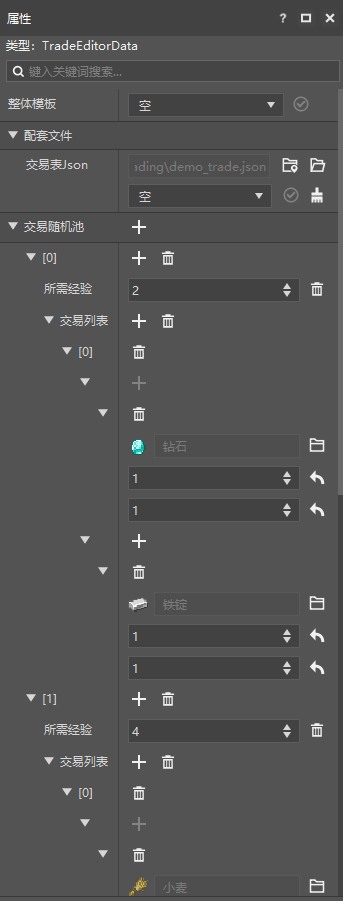 属性
类型：TradeEditorData
键入关键词搜索...
整体模板 空
配套文件
交易表Json ading\demo_trade.json
空
交易随机池
[0]
所需经验 2
交易列表
[0]
钻石
1
1
铁锭
1
1
[1]
所需经验 4
交易列表
[0]
小麦